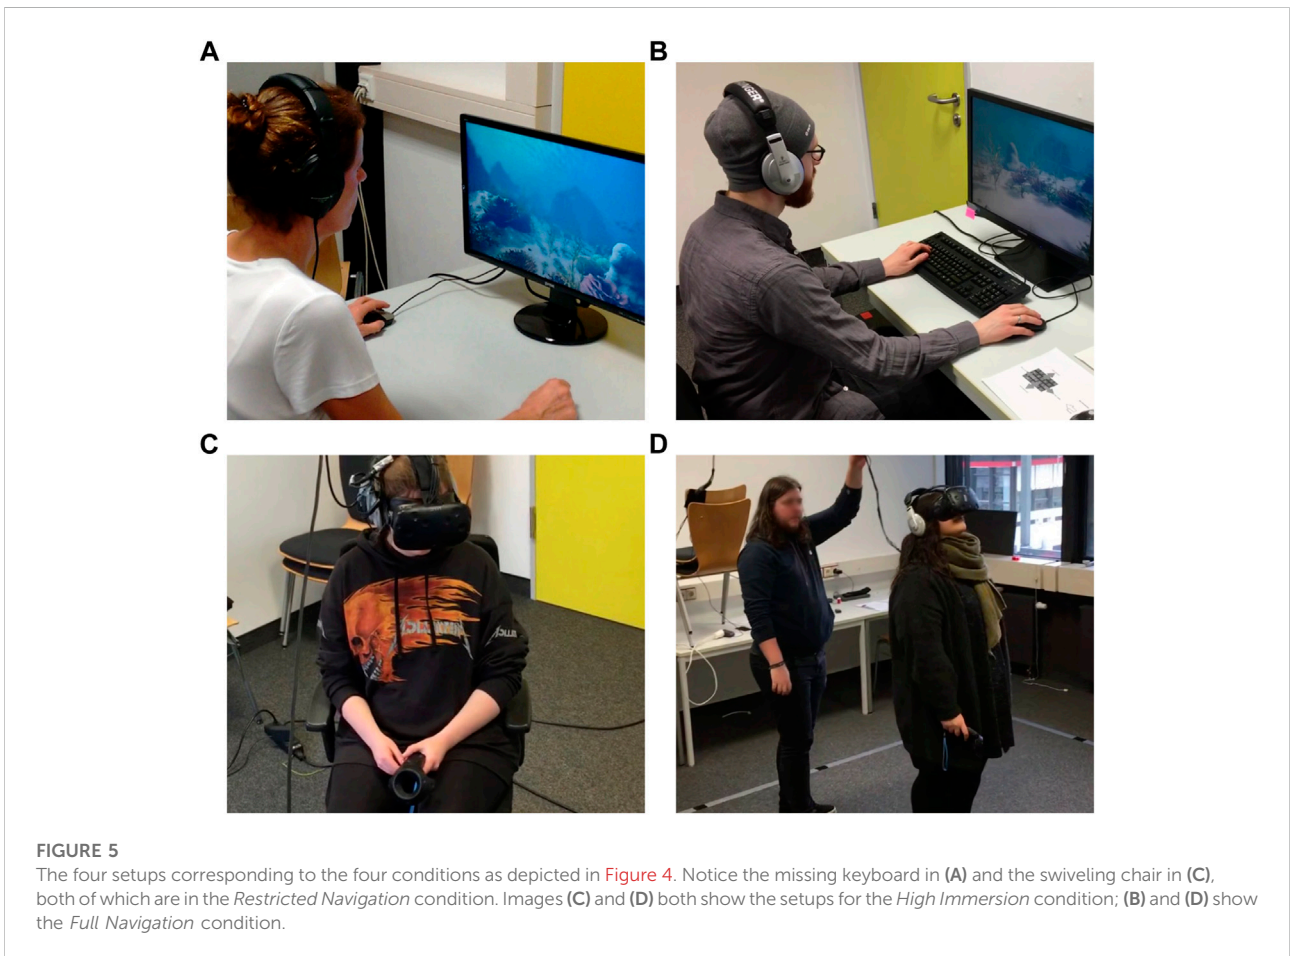 A
B
C
D
FIGURE 5
The four setups corresponding to the four conditions as depicted in Figure 4. Notice the missing keyboard in (A) and the swiveling chair in (C),
both of which are in the Restricted Navigation condition. Images (C) and (D) both show the setups for the High Immersion condition; (B) and (D) show
the Full Navigation condition.